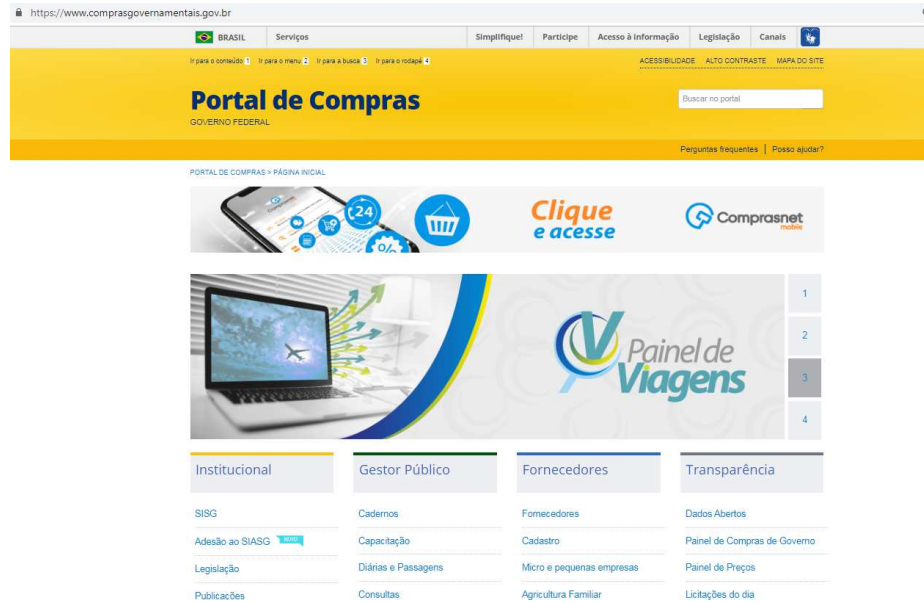 https://www.comprasgovernamentais.gov.br
BRASIL Serviços Simplifique! Participe Acesso à informação Legislação Canais
Ir para o conteúdo 1 Ir para o menu 2 Ir para a busca 3 Ir para o rodapé 4 ACESSIBILIDADE ALTO CONTRASTE MAPA DO SITE
Portal de Compras
GOVERNO FEDERAL
Buscar no portal
Perguntas frequentes | Posso ajudar?
PORTAL DE COMPRAS > PÁGINA INICIAL
Comprasnet
24
%
Clique
e acesse
Comprasnet
mobile
Painel de
Viagens
1
2
3
4
Institucional Gestor Público Fornecedores Transparência
SISG Cadernos Fornecedores Dados Abertos
Adesão ao SIASG NOVO Capacitação Cadastro Painel de Compras de Governo
Legislação Diárias e Passagens Micro e pequenas empresas Painel de Preços
Publicações Consultas Agricultura Familiar Licitações do dia